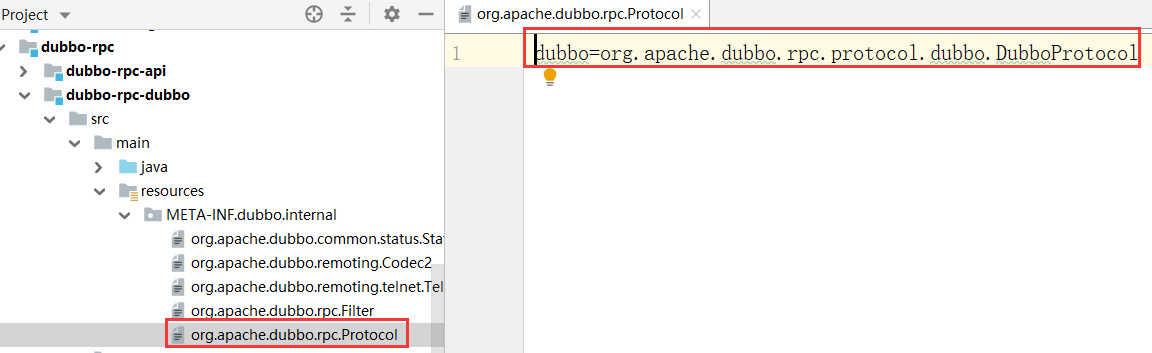 Project
org.apache.dubbo.rpc.Protocol
dubbo-rpc
dubbo-rpc-api
dubbo-rpc-dubbo
src
main
java
resources
META-INF.dubbo.internal
org.apache.dubbo.common.status.Sta
org.apache.dubbo.remoting.Codec2
org.apache.dubbo.remoting.telnet.Tel
org.apache.dubbo.rpc.Filter
org.apache.dubbo.rpc.Protocol
1 dubbo=org.apache.dubbo.rpc.protocol.dubbo.DubboProtocol